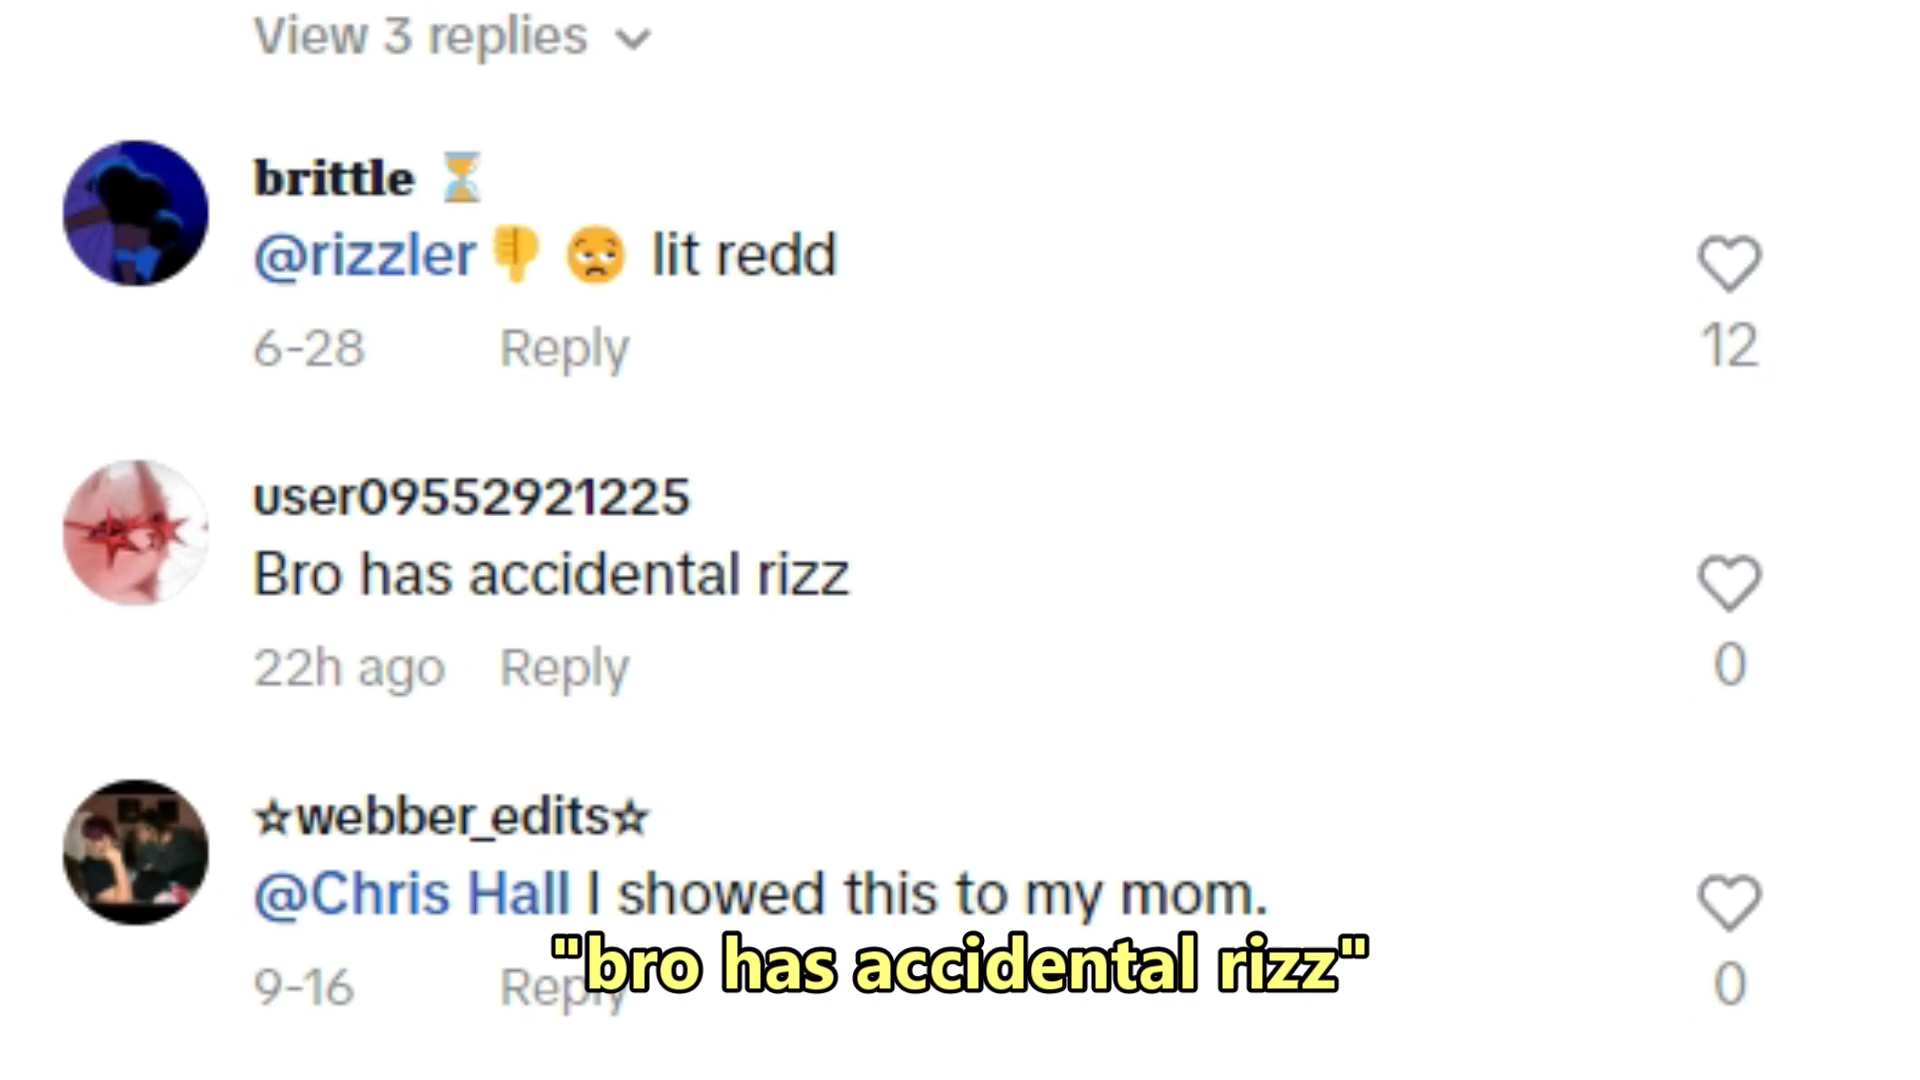 View 3 replies
brittle ⏳
@rizzler👎 😒 lit redd
6-28 Reply
12
user09552921225
Bro has accidental rizz
22h ago Reply
0
☆webber_edits☆
@Chris Hall I showed this to my mom.
"bro has accidental rizz"
9-16 Reply
0